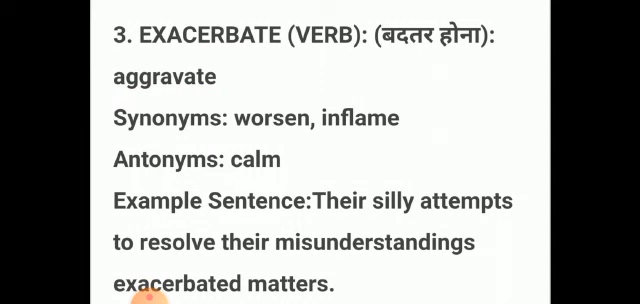 3. EXACERBATE (VERB): (बदतर होना):
aggravate
Synonyms: worsen, inflame
Antonyms: calm
Example Sentence:Their silly attempts
to resolve their misunderstandings
exacerbated matters.